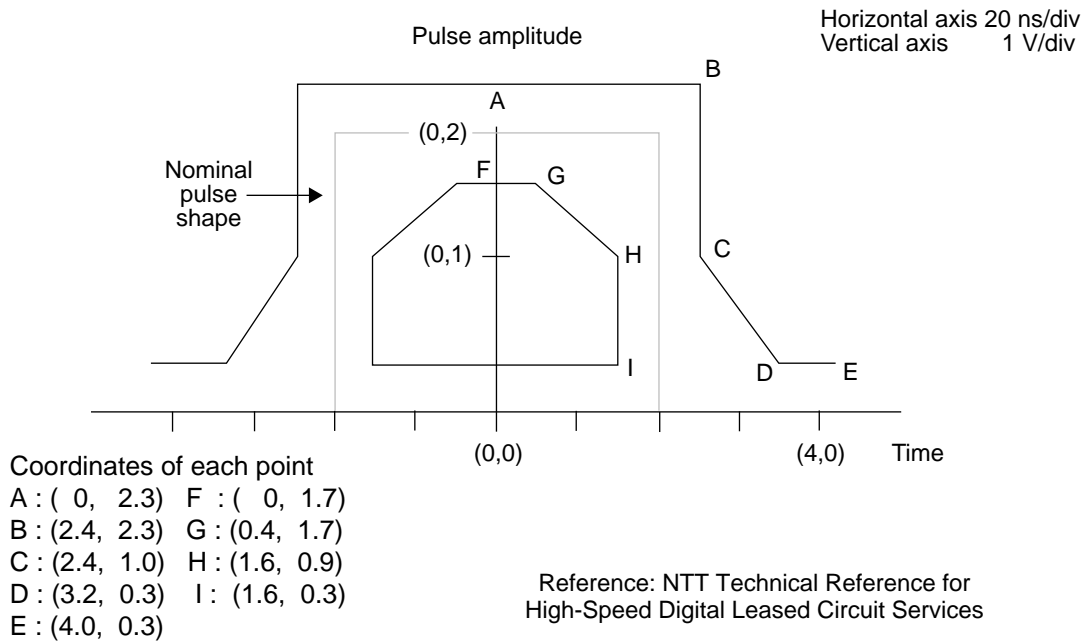 Horizontal axis 20 ns/div
Vertical axis 1 V/div
Pulse amplitude
B
A
(0,2)
Nominal
pulse
shape
F
G
(0,1)
H
C
I
D
E
(0,0)
(4,0)
Time
Coordinates of each point
A : ( 0, 2.3) F : ( 0, 1.7)
B : (2.4, 2.3) G : (0.4, 1.7)
C : (2.4, 1.0) H : (1.6, 0.9)
D : (3.2, 0.3) I : (1.6, 0.3)
E : (4.0, 0.3)
Reference: NTT Technical Reference for
High-Speed Digital Leased Circuit Services